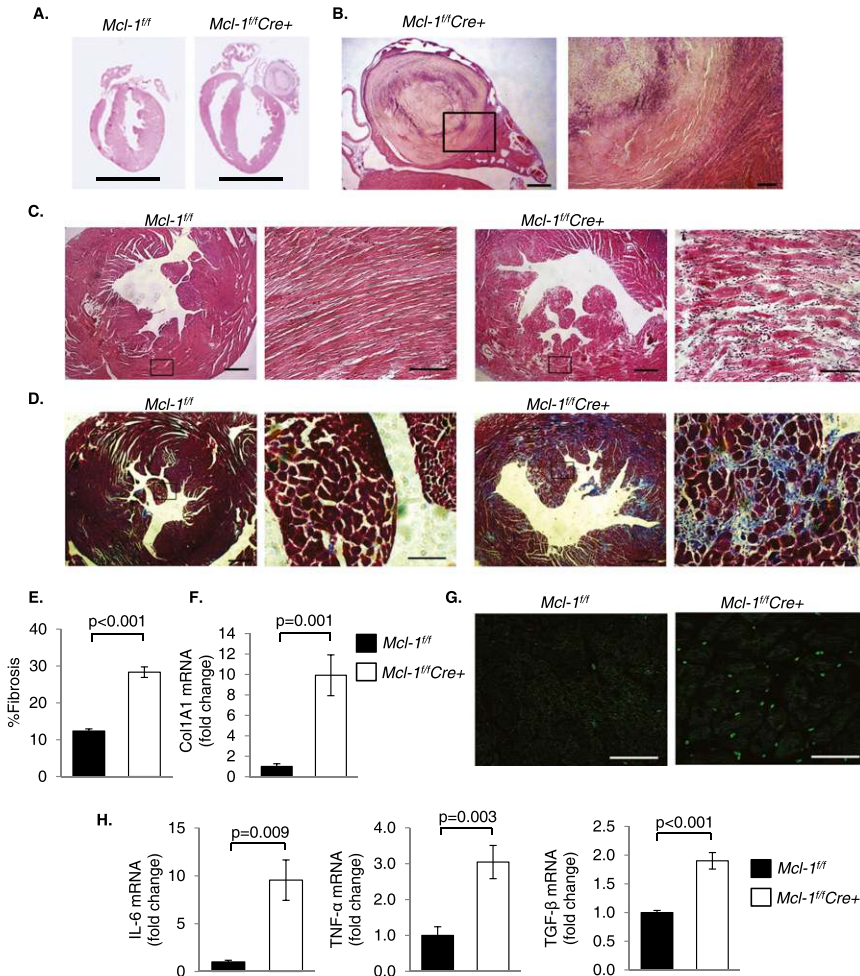 A.
Mcl-1f/f
Mcl-1f/fCre+
B.
Mcl-1f/fCre+
C.
Mcl-1f/f
Mcl-1f/fCre+
D.
Mcl-1f/f
Mcl-1f/fCre+
E.
p<0.001
%Fibrosis
40
30
20
10
0
F.
p=0.001
Col1A1 mRNA
(fold change)
14
12
10
8
6
4
2
0
Mcl-1f/f
Mcl-1f/fCre+
G.
Mcl-1f/f
Mcl-1f/fCre+
H.
p=0.009
IL-6 mRNA
(fold change)
15
10
5
0
p=0.003
TNF-α mRNA
(fold change)
4.0
3.0
2.0
1.0
0.0
p<0.001
TGF-β mRNA
(fold change)
2.5
2.0
1.5
1.0
0.5
0.0
Mcl-1f/f
Mcl-1f/fCre+